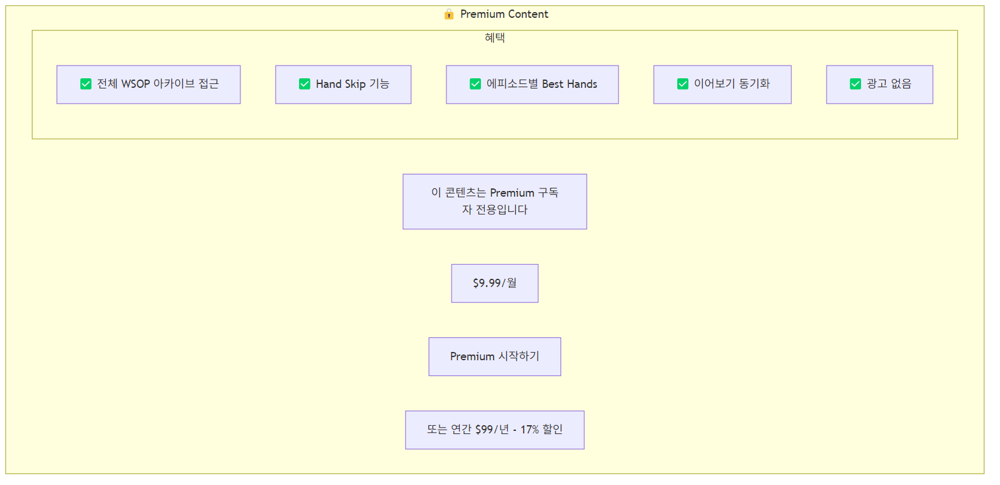 🔒 Premium Content
혜택
✅ 전체 WSOP 아카이브 접근
✅ Hand Skip 기능
✅ 에피소드별 Best Hands
✅ 이어보기 동기화
✅ 광고 없음
이 콘텐츠는 Premium 구독
자 전용입니다
$9.99/월
Premium 시작하기
또는 연간 $99/년 - 17% 할인